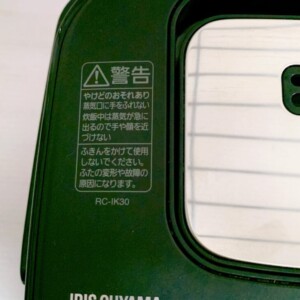 警告
やけどのおそれあり
蒸気口に手をふれない
炊飯中は蒸気が急に
出るので手や顔を近
づけない
ふきんをかけて使用
しないでください。
ふたの変形や故障の
原因になります。
RC-IK30
IRIS OHYAMA